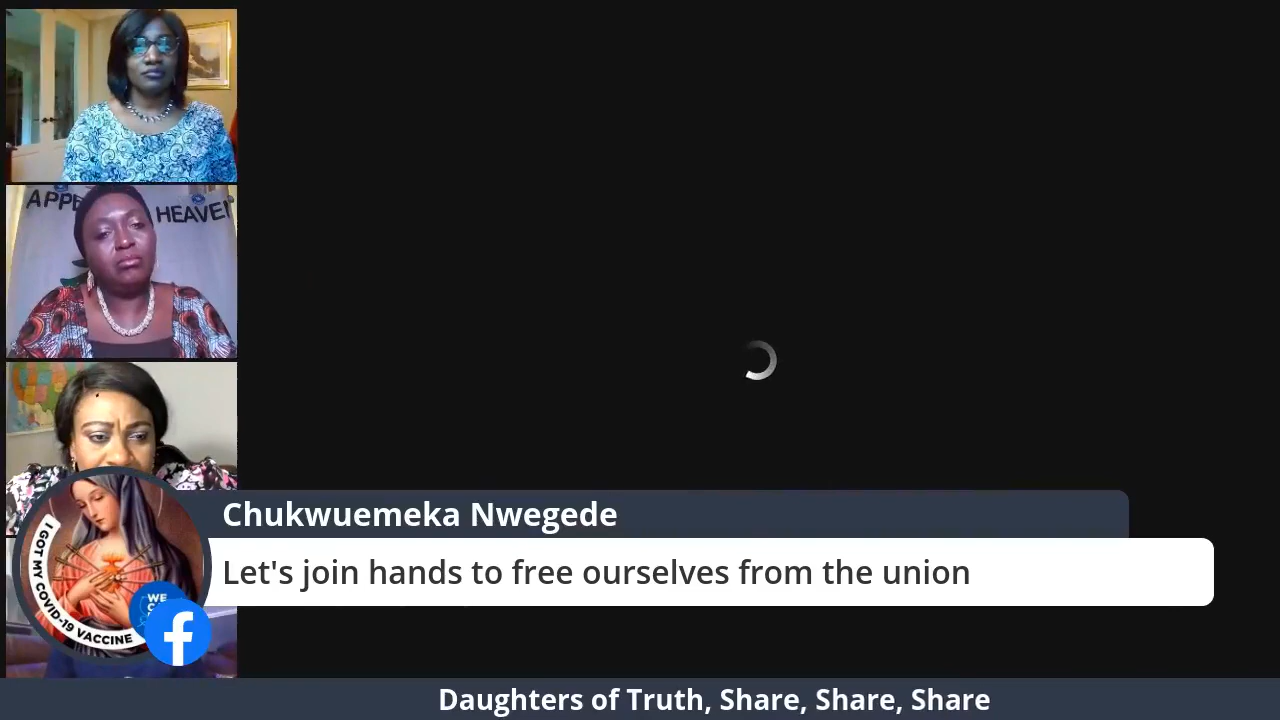 APPE HEAVEN
Chukwuemeka Nwegede
Let's join hands to free ourselves from the union
I GOT MY COVID-19 VACCINE
WE
Daughters of Truth, Share, Share, Share